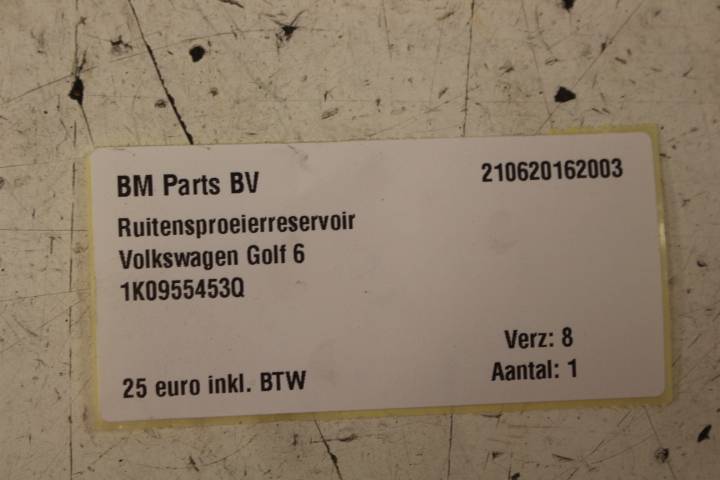 BM Parts BV
210620162003
Ruitensproeierreservoir
Volkswagen Golf 6
1K0955453Q
Verz: 8
25 euro inkl. BTW
Aantal: 1